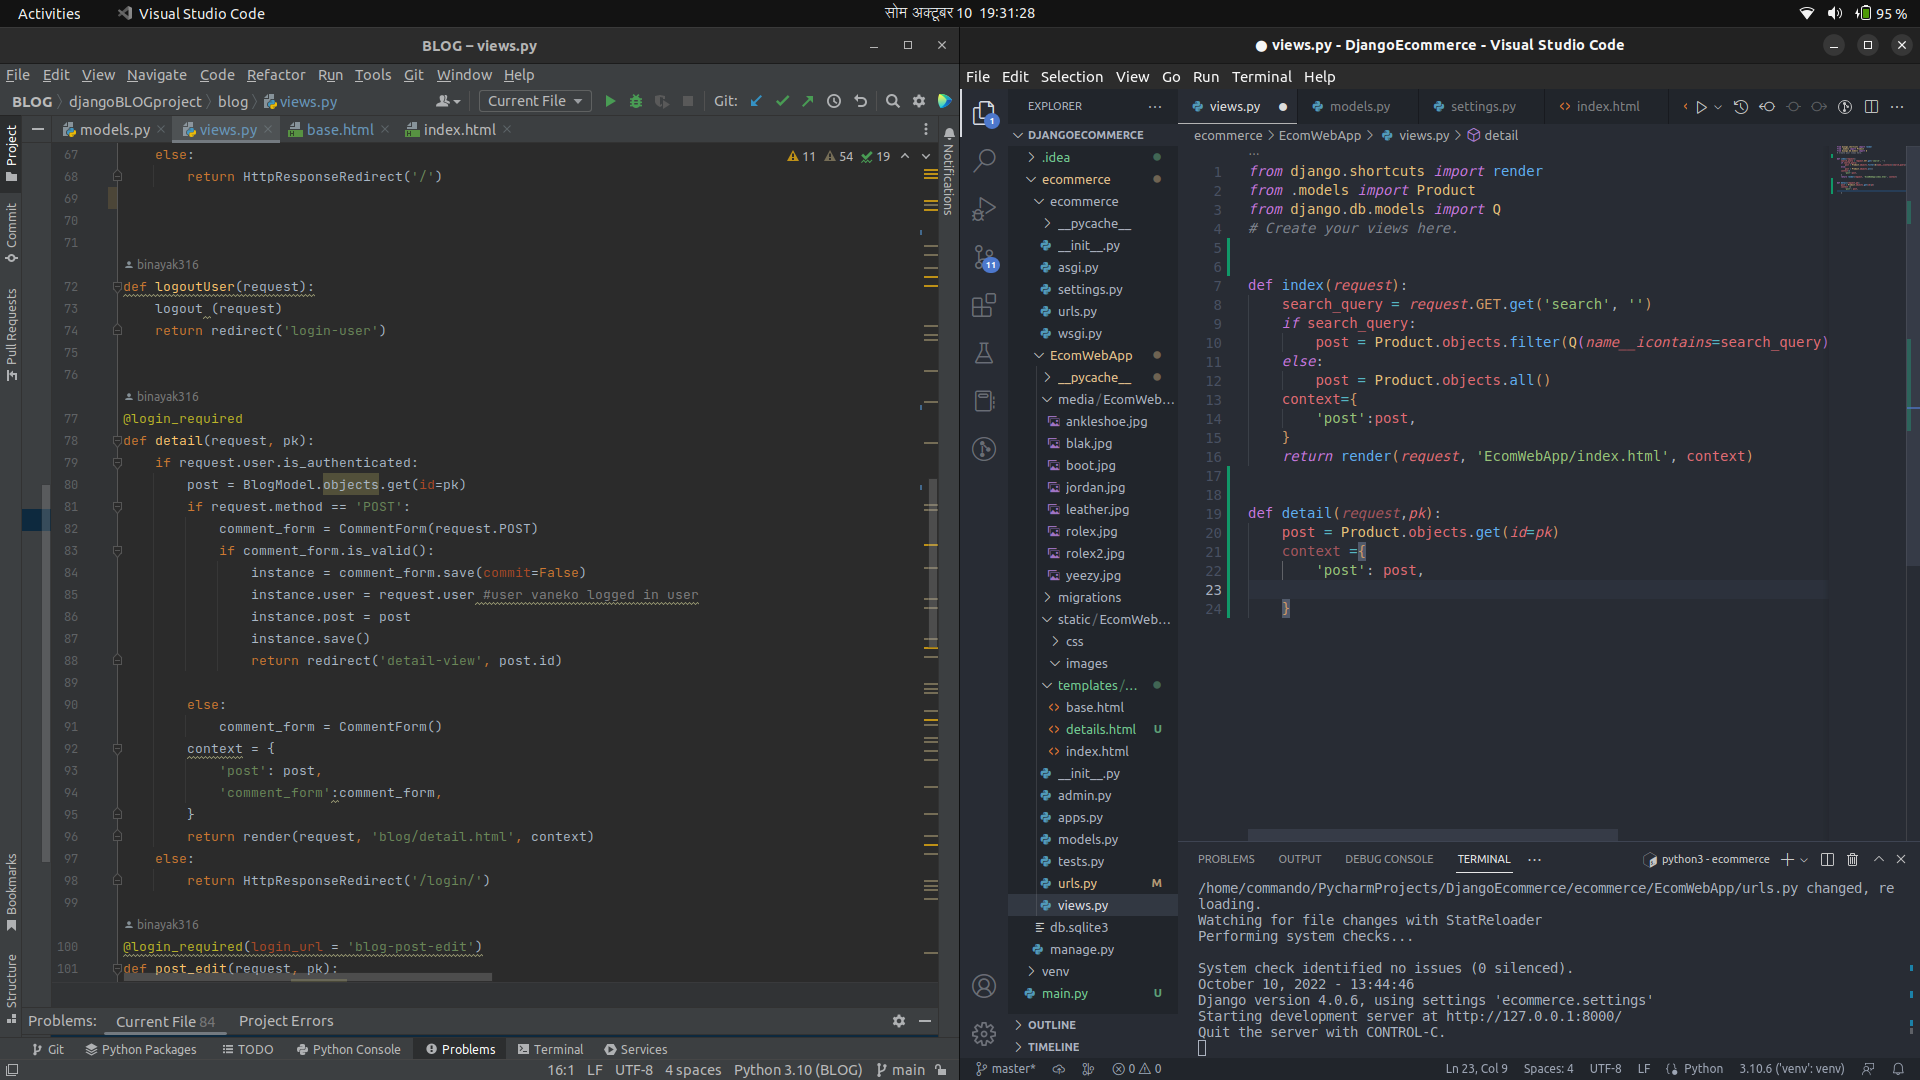 Activities
Visual Studio Code
सोम अक्टूबर 10 19:31:28
95 %
BLOG – views.py
File Edit View Navigate Code Refactor Run Tools Git Window Help
BLOG djangoBLOGproject blog views.py
Current File
Git:
Project
Commit
Pull Requests
Bookmarks
Structure
Notifications
models.py
views.py
base.html
index.html
11 54 19
67 else:
68 return HttpResponseRedirect('/')
69
70
71
binayak316
72 def logoutUser(request):
73 logout (request)
74 return redirect('login-user')
75
76
binayak316
77 @login_required
78 def detail(request, pk):
79 if request.user.is_authenticated:
80 post = BlogModel.objects.get(id=pk)
81 if request.method == 'POST':
82 comment_form = CommentForm(request.POST)
83 if comment_form.is_valid():
84 instance = comment_form.save(commit=False)
85 instance.user = request.user #user vaneko logged in user
86 instance.post = post
87 instance.save()
88 return redirect('detail-view', post.id)
89
90 else:
91 comment_form = CommentForm()
92 context = {
93 'post': post,
94 'comment_form':comment_form,
95 }
96 return render(request, 'blog/detail.html', context)
97 else:
98 return HttpResponseRedirect('/login/')
99
binayak316
100 @login_required(login_url = 'blog-post-edit')
101 def post_edit(request, pk):
Problems: Current File 84 Project Errors
Git Python Packages TODO Python Console Problems Terminal Services
16:1 LF UTF-8 4 spaces Python 3.10 (BLOG) main
● views.py - DjangoEcommerce - Visual Studio Code
File Edit Selection View Go Run Terminal Help
1
11
EXPLORER
DJANGOECOMMERCE
.idea
ecommerce
ecommerce
__pycache__
__init__.py
asgi.py
settings.py
urls.py
wsgi.py
EcomWebApp
__pycache__
media/EcomWeb...
ankleshoe.jpg
blak.jpg
boot.jpg
jordan.jpg
leather.jpg
rolex.jpg
rolex2.jpg
yeezy.jpg
migrations
static/EcomWeb...
css
images
templates/...
base.html
details.html U
index.html
__init__.py
admin.py
apps.py
models.py
tests.py
urls.py M
views.py
db.sqlite3
manage.py
venv
main.py U
OUTLINE
TIMELINE
views.py
models.py
settings.py
index.html
ecommerce > EcomWebApp > views.py > detail
...
1 from django.shortcuts import render
2 from .models import Product
3 from django.db.models import Q
4 # Create your views here.
5
6
7 def index(request):
8 search_query = request.GET.get('search', '')
9 if search_query:
10 post = Product.objects.filter(Q(name__icontains=search_query)
11 else:
12 post = Product.objects.all()
13 context={
14 'post':post,
15 }
16 return render(request, 'EcomWebApp/index.html', context)
17
18
19 def detail(request,pk):
20 post = Product.objects.get(id=pk)
21 context ={
22 'post': post,
23
24 }
PROBLEMS OUTPUT DEBUG CONSOLE TERMINAL ...
python3 - ecommerce
/home/commando/PycharmProjects/DjangoEcommerce/ecommerce/EcomWebApp/urls.py changed, re
loading.
Watching for file changes with StatReloader
Performing system checks...
System check identified no issues (0 silenced).
October 10, 2022 - 13:44:46
Django version 4.0.6, using settings 'ecommerce.settings'
Starting development server at http://127.0.0.1:8000/
Quit the server with CONTROL-C.
master* 0 0 Ln 23, Col 9 Spaces: 4 UTF-8 LF Python 3.10.6 ('venv': venv)